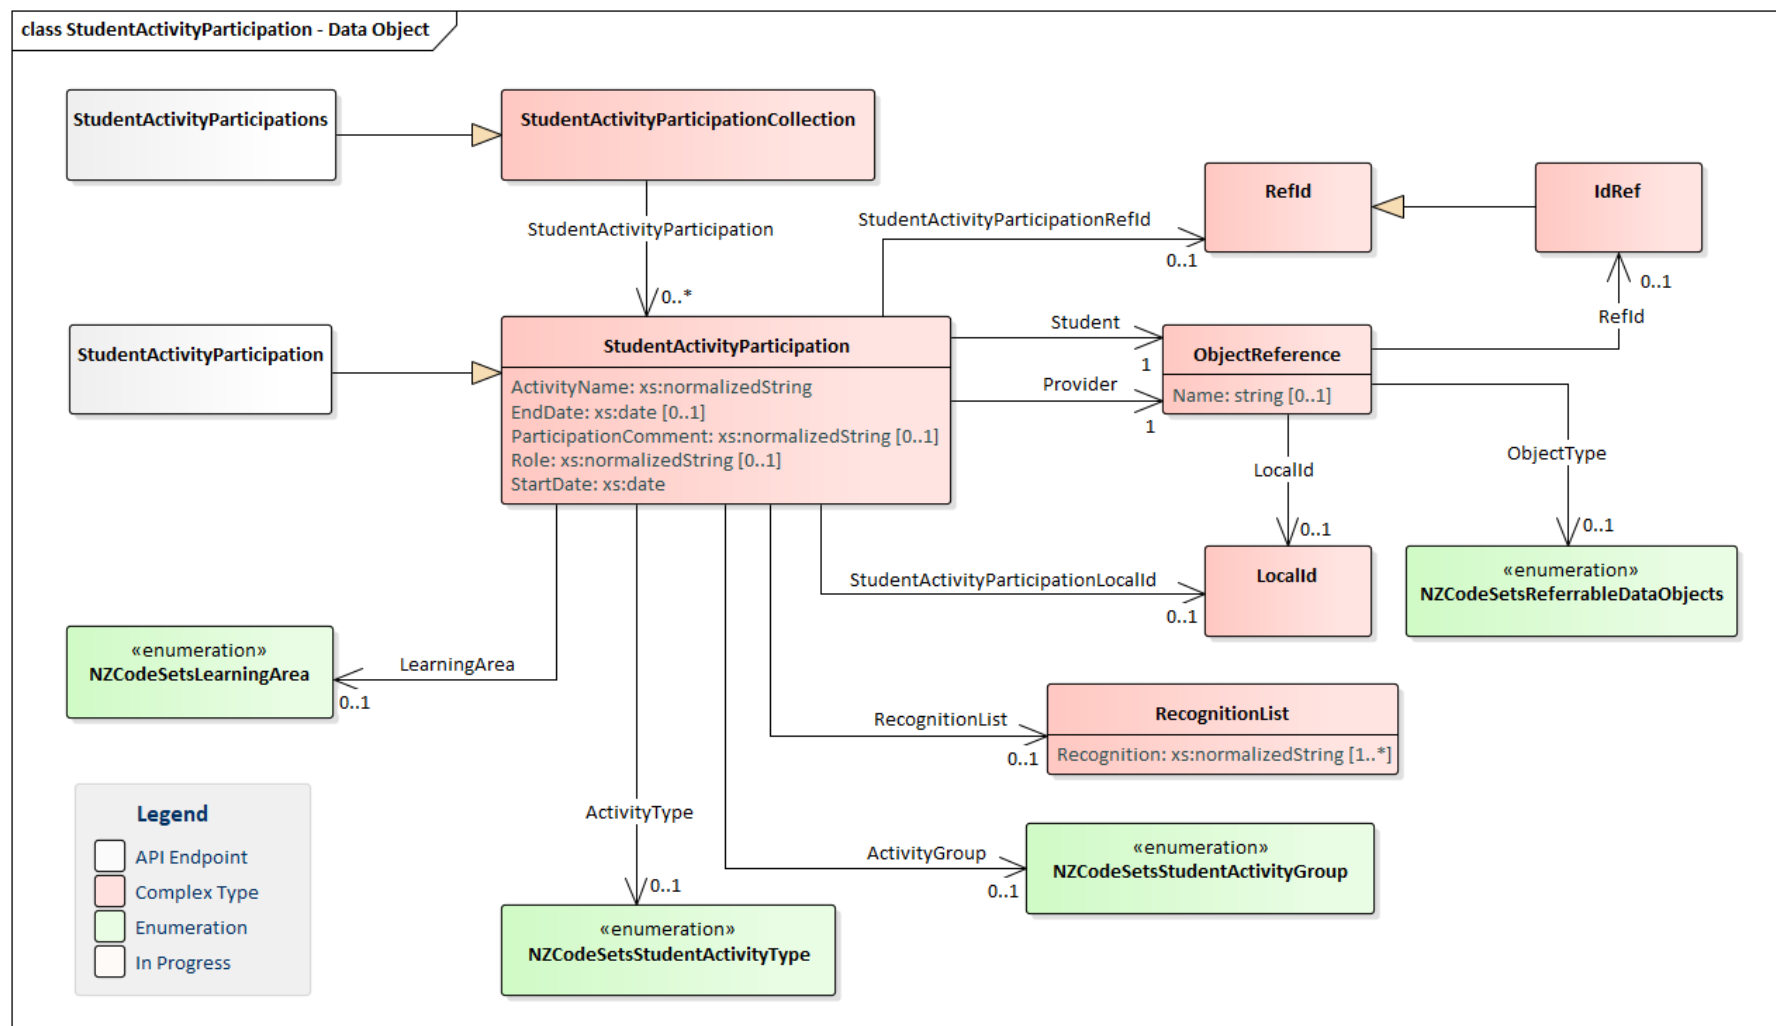 class StudentActivityParticipation - Data Object
StudentActivityParticipations
StudentActivityParticipationCollection
RefId
IdRef
StudentActivityParticipation
StudentActivityParticipationRefId
0..1
0..1
0..*
RefId
StudentActivityParticipation
StudentActivityParticipation
ActivityName: xs:normalizedString
EndDate: xs:date [0..1]
ParticipationComment: xs:normalizedString [0..1]
Role: xs:normalizedString [0..1]
StartDate: xs:date
Student
1
Provider
1
ObjectReference
Name: string [0..1]
LocalId
0..1
ObjectType
0..1
StudentActivityParticipationLocalId
0..1
LocalId
«enumeration»
NZCodeSetsReferrableDataObjects
«enumeration»
NZCodeSetsLearningArea
LearningArea
0..1
RecognitionList
0..1
RecognitionList
Recognition: xs:normalizedString [1..*]
ActivityType
0..1
ActivityGroup
0..1
«enumeration»
NZCodeSetsStudentActivityGroup
«enumeration»
NZCodeSetsStudentActivityType
Legend
API Endpoint
Complex Type
Enumeration
In Progress